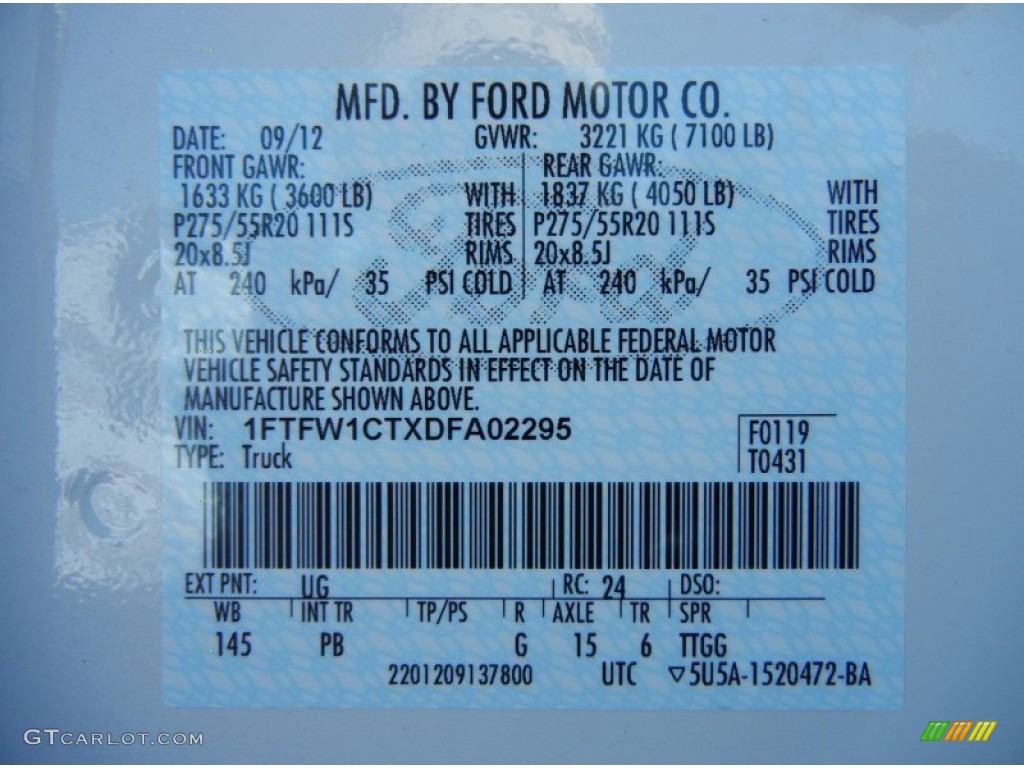 MFD. BY FORD MOTOR CO.
DATE: 09/12 GVWR: 3221 KG ( 7100 LB)
FRONT GAWR: REAR GAWR:
1633 KG ( 3600 LB) WITH 1837 KG ( 4050 LB) WITH
P275/55R20 111S TIRES P275/55R20 111S TIRES
20x8.5J RIMS 20x8.5J RIMS
AT 240 kPa/ 35 PSI COLD AT 240 kPa/ 35 PSI COLD
THIS VEHICLE CONFORMS TO ALL APPLICABLE FEDERAL MOTOR
VEHICLE SAFETY STANDARDS IN EFFECT ON THE DATE OF
MANUFACTURE SHOWN ABOVE.
VIN: 1FTFW1CTXDFA02295 F0119
TYPE: Truck T0431
EXT PNT: UG RC: 24 DSO:
WB INT TR TP/PS R AXLE TR SPR
145 PB G 15 6 TTGG
2201209137800 UTC ▽5U5A-1520472-BA
GTCARLOT.COM